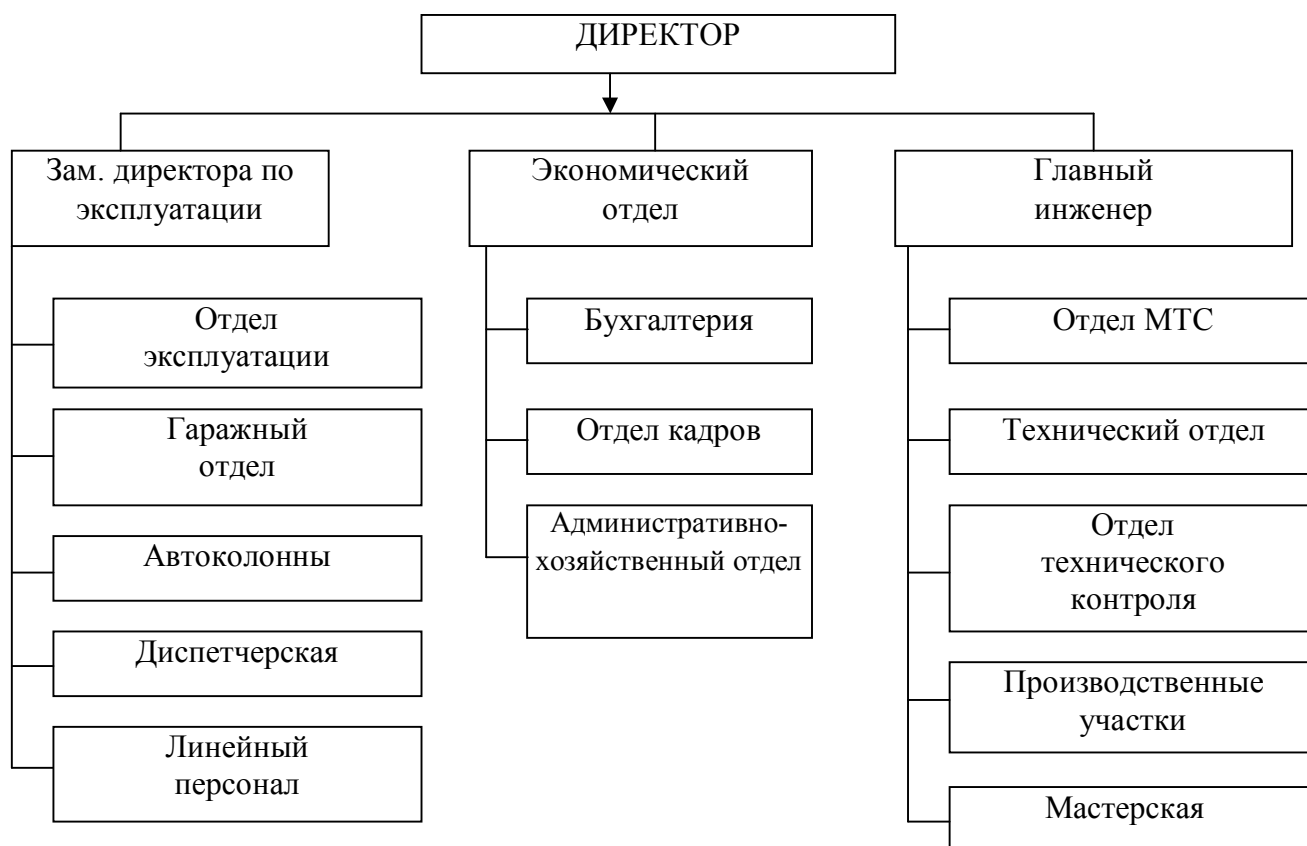 ДИРЕКТОР
Зам. директора по
эксплуатации
Экономический
отдел
Главный
инженер
Отдел
эксплуатации
Бухгалтерия
Отдел МТС
Гаражный
отдел
Отдел кадров
Технический отдел
Автоколонны
Административно-
хозяйственный отдел
Отдел
технического
контроля
Диспетчерская
Производственные
участки
Линейный
персонал
Мастерская